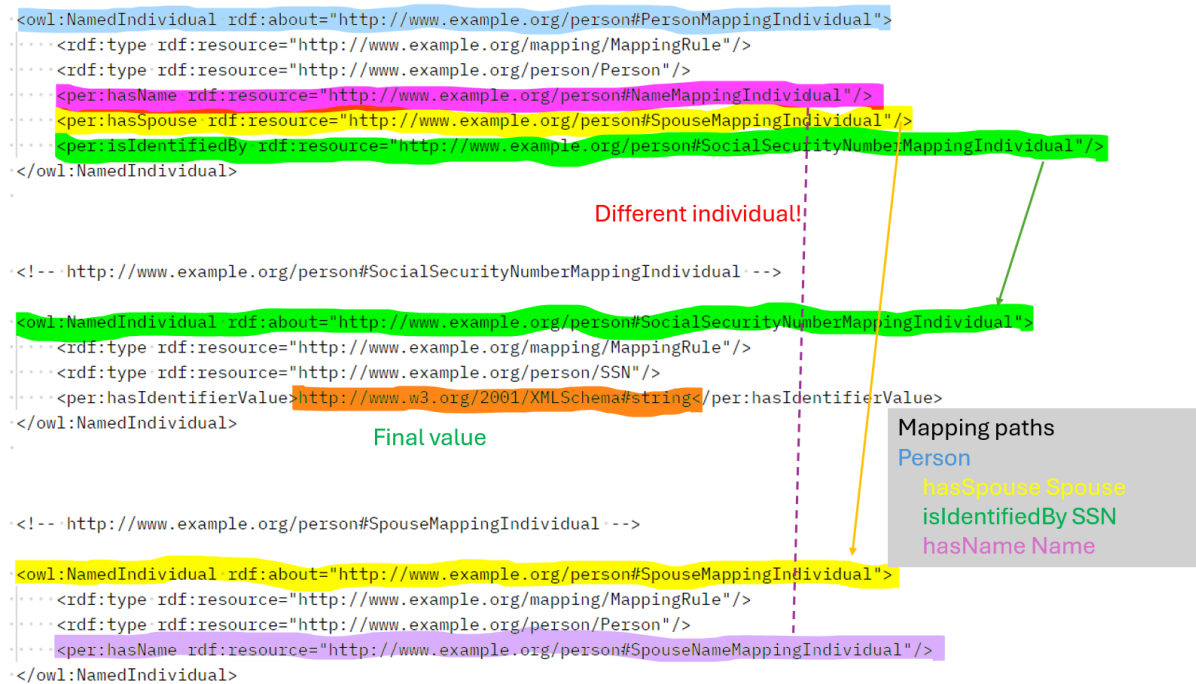 <owl:NamedIndividual rdf:about="http://www.example.org/person#PersonMappingIndividual">
<rdf:type rdf:resource="http://www.example.org/mapping/MappingRule"/>
<rdf:type rdf:resource="http://www.example.org/person/Person"/>
<per:hasName rdf:resource="http://www.example.org/person#NameMappingIndividual"/>
<per:hasSpouse rdf:resource="http://www.example.org/person#SpouseMappingIndividual"/>
<per:isIdentifiedBy rdf:resource="http://www.example.org/person#SocialSecurityNumberMappingIndividual"/>
</owl:NamedIndividual>
Different individual!
<!-- http://www.example.org/person#SocialSecurityNumberMappingIndividual -->
<owl:NamedIndividual rdf:about="http://www.example.org/person#SocialSecurityNumberMappingIndividual">
<rdf:type rdf:resource="http://www.example.org/mapping/MappingRule"/>
<rdf:type rdf:resource="http://www.example.org/person/SSN"/>
<per:hasIdentifierValue>http://www.w3.org/2001/XMLSchema#string</per:hasIdentifierValue>
</owl:NamedIndividual>
Final value
Mapping paths
Person
hasSpouse Spouse
isIdentifiedBy SSN
hasName Name
<!-- http://www.example.org/person#SpouseMappingIndividual -->
<owl:NamedIndividual rdf:about="http://www.example.org/person#SpouseMappingIndividual">
<rdf:type rdf:resource="http://www.example.org/mapping/MappingRule"/>
<rdf:type rdf:resource="http://www.example.org/person/Person"/>
<per:hasName rdf:resource="http://www.example.org/person#SpouseNameMappingIndividual"/>
</owl:NamedIndividual>